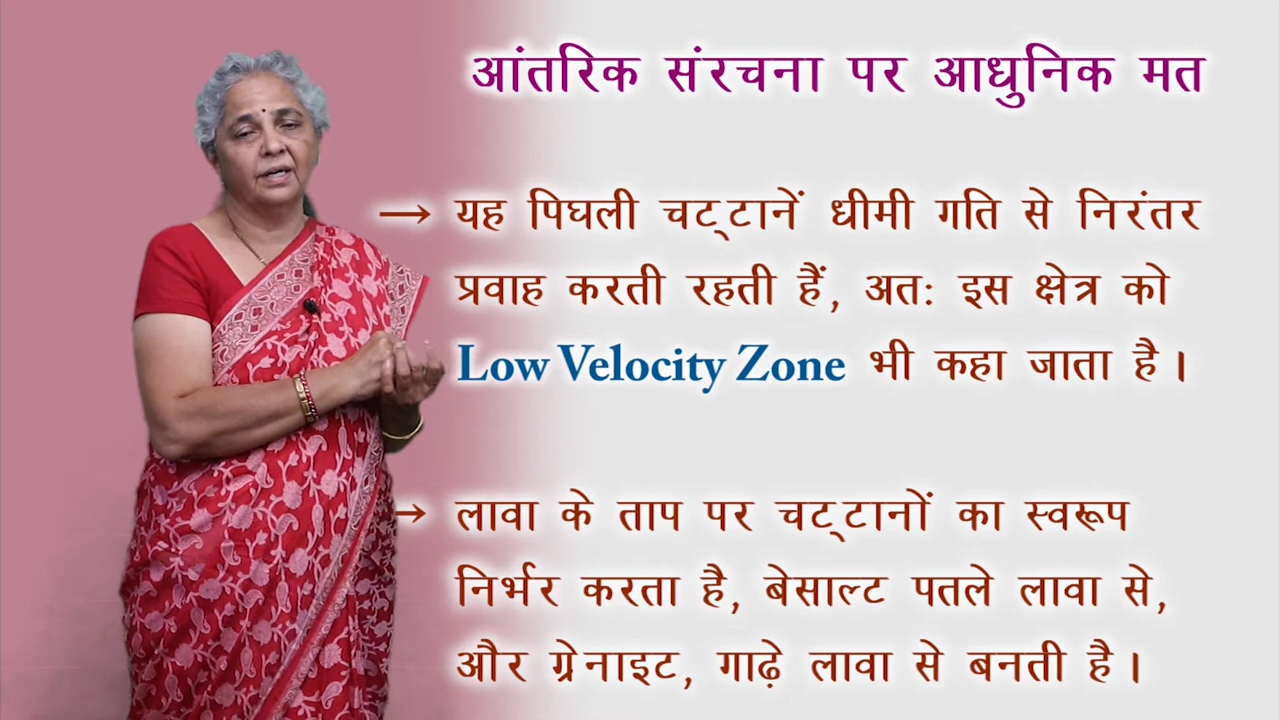 आंतरिक संरचना पर आधुनिक मत
→ यह पिघली चट्टानें धीमी गति से निरंतर
प्रवाह करती रहती हैं, अतः इस क्षेत्र को
Low Velocity Zone भी कहा जाता है।
→ लावा के ताप पर चट्टानों का स्वरूप
निर्भर करता है, बेसाल्ट पतले लावा से,
और ग्रेनाइट, गाढ़े लावा से बनती है।